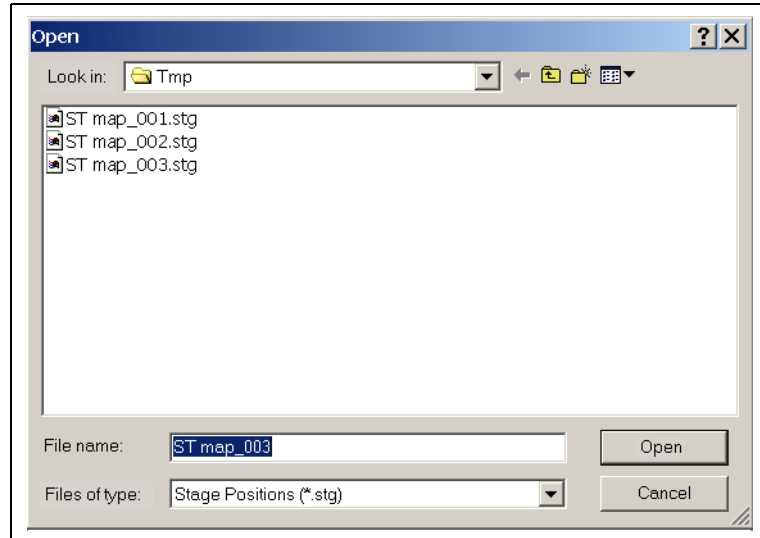 Open
Look in: Tmp
ST map_001.stg
ST map_002.stg
ST map_003.stg
File name: ST map_003 Open
Files of type: Stage Positions (*.stg) Cancel